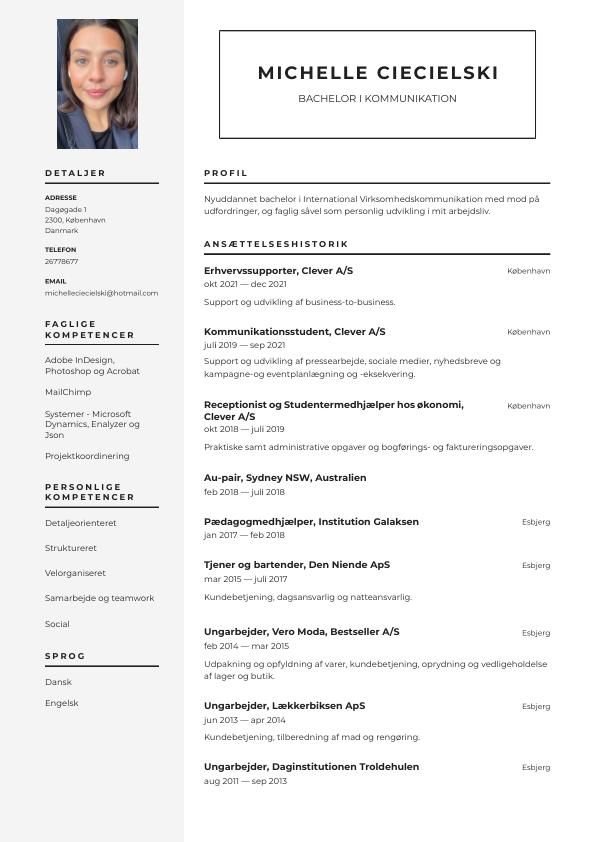 MICHELLE CIECIELSKI
BACHELOR I KOMMUNIKATION
DETALJER
ADRESSE
Dagøgade 1
2300, København
Danmark
TELEFON
26778677
EMAIL
michelleciecielski@hotmail.com
FAGLIGE
KOMPETENCER
Adobe InDesign,
Photoshop og Acrobat
MailChimp
Systemer - Microsoft
Dynamics, Enalyzer og
Json
Projektkoordinering
PERSONLIGE
KOMPETENCER
Detaljeorienteret
Struktureret
Velorganiseret
Samarbejde og teamwork
Social
SPROG
Dansk
Engelsk
PROFIL
Nyuddannet bachelor i International Virksomhedskommunikation med mod på
udfordringer, og faglig såvel som personlig udvikling i mit arbejdsliv.
ANSÆTTELSESHISTORIK
Erhvervssupporter, Clever A/S København
okt 2021 — dec 2021
Support og udvikling af business-to-business.
Kommunikationsstudent, Clever A/S København
juli 2019 — sep 2021
Support og udvikling af pressearbejde, sociale medier, nyhedsbreve og
kampagne-og eventplanlægning og -eksekvering.
Receptionist og Studentermedhjælper hos økonomi, København
Clever A/S
okt 2018 — juli 2019
Praktiske samt administrative opgaver og bogførings- og faktureringsopgaver.
Au-pair, Sydney NSW, Australien
feb 2018 — juli 2018
Pædagogmedhjælper, Institution Galaksen Esbjerg
jan 2017 — feb 2018
Tjener og bartender, Den Niende ApS Esbjerg
mar 2015 — juli 2017
Kundebetjening, dagsansvarlig og natteansvarlig.
Ungarbejder, Vero Moda, Bestseller A/S Esbjerg
feb 2014 — mar 2015
Udpakning og opfyldning af varer, kundebetjening, oprydning og vedligeholdelse
af lager og butik.
Ungarbejder, Lækkerbiksen ApS Esbjerg
jun 2013 — apr 2014
Kundebetjening, tilberedning af mad og rengøring.
Ungarbejder, Daginstitutionen Troldehulen Esbjerg
aug 2011 — sep 2013